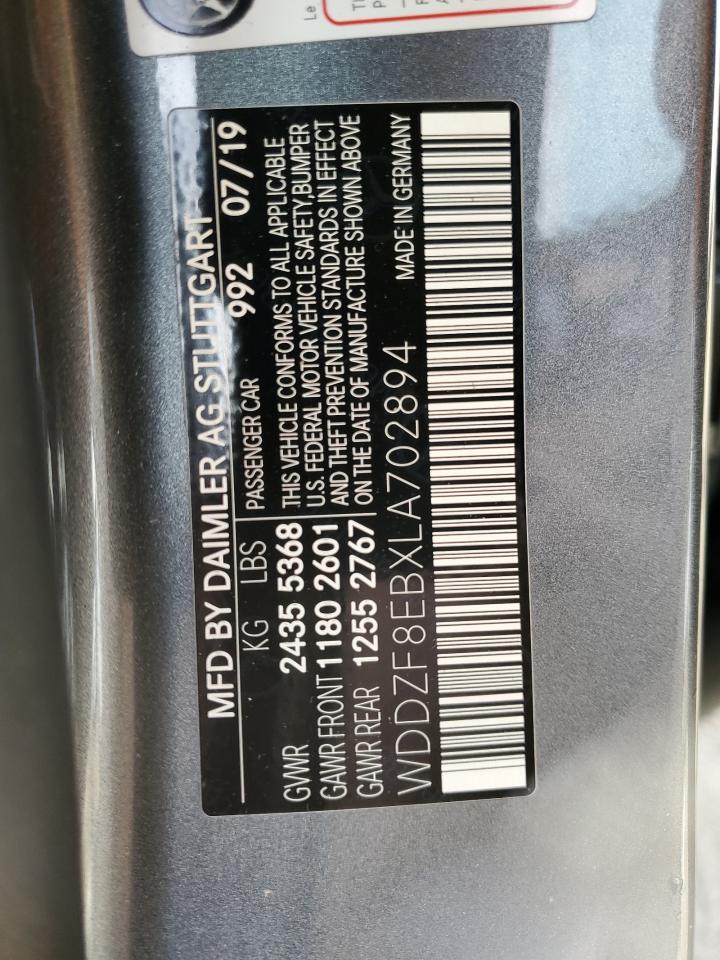 MFD BY DAIMLER AG STUTTGART
KG LBS PASSENGER CAR 992 07/19
GVWR 2435 5368 THIS VEHICLE CONFORMS TO ALL APPLICABLE
U.S. FEDERAL MOTOR VEHICLE SAFETY,BUMPER
GAWR FRONT 1180 2601 AND THEFT PREVENTION STANDARDS IN EFFECT
GAWR REAR 1255 2767 ON THE DATE OF MANUFACTURE SHOWN ABOVE
WDDZF8EBXLA702894 MADE IN GERMANY
Le